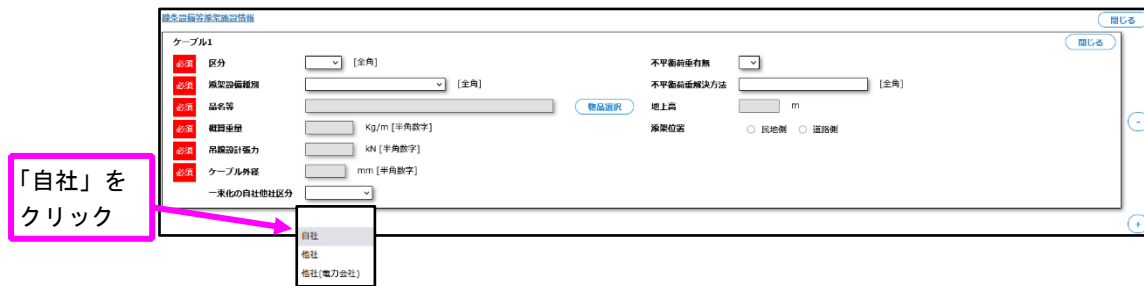 線条設備等添架施設情報
閉じる
ケーブル1
閉じる
必須 区分 [全角] 不平衡荷重有無
必須 添架設備種別 [全角] 不平衡荷重解決方法 [全角]
必須 品名等 物品選択 地上高 m
必須 概算重量 Kg/m [半角数字] 添架位置 民地側 道路側
必須 吊線設計張力 kN [半角数字]
必須 ケーブル外径 mm [半角数字]
一束化の自社他社区分
-
+
自社
他社
他社(電力会社)
「自社」を
クリック